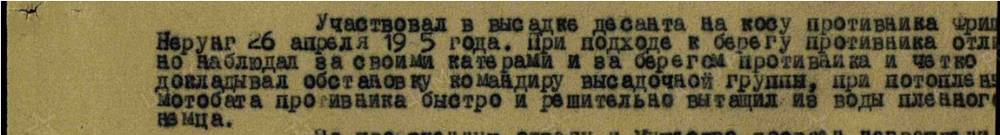 Участвовал в высадке десанта на косу противника Фриш
Нерунг 26 апреля 19 5 года. При подходе к берегу противника отли
но наблюдал за своими катерами и за берегом противника и четко
докладывал обстановку командиру высадочной группы, при потоплен
мотобата противника быстро и решительно вытащил из воды пленног
немца.